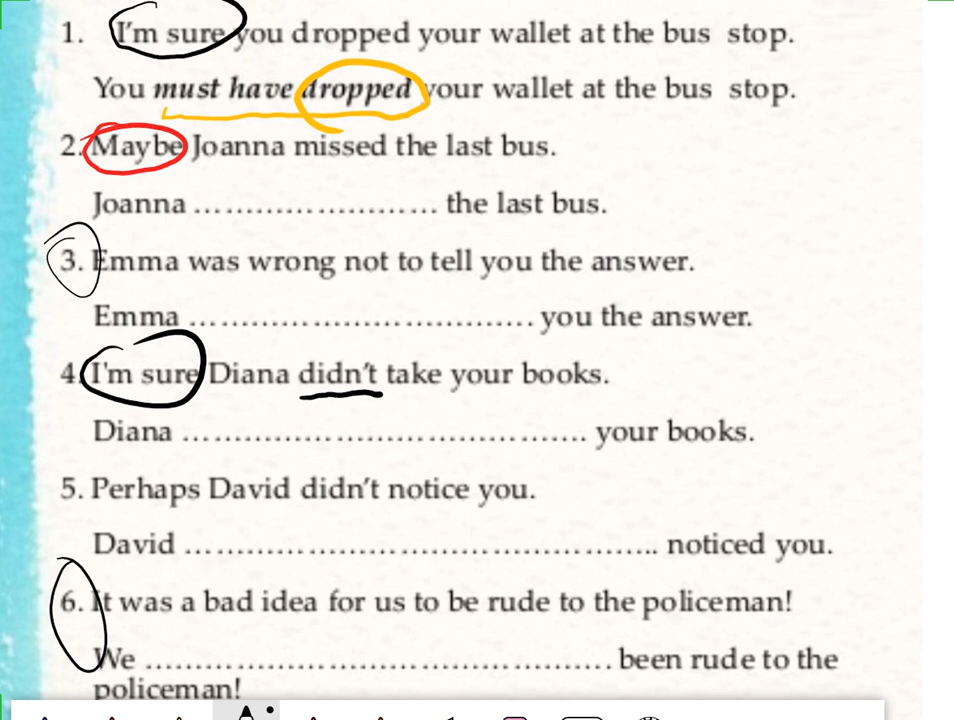 1. I'm sure you dropped your wallet at the bus stop.
You must have dropped your wallet at the bus stop.
2. Maybe Joanna missed the last bus.
Joanna ........................ the last bus.
3. Emma was wrong not to tell you the answer.
Emma .................................. you the answer.
4. I'm sure Diana didn't take your books.
Diana ........................................ your books.
5. Perhaps David didn't notice you.
David ............................................... noticed you.
6. It was a bad idea for us to be rude to the policeman!
We .............................................. been rude to the
policeman!